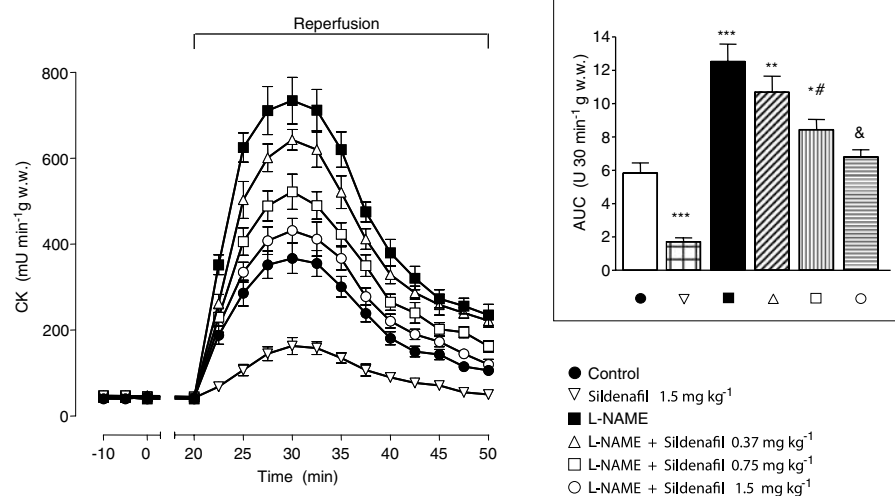 Reperfusion
800
600
400
200
0
CK (mU min⁻¹g w.w.)
-10 0 20 25 30 35 40 45 50
Time (min)
14
12
10
8
6
4
2
0
AUC (U 30 min⁻¹ g w.w.)
***
***
**
*#
&
● ▽ ■ △ □ ○
● Control
▽ Sildenafil 1.5 mg kg⁻¹
■ L-NAME
△ L-NAME + Sildenafil 0.37 mg kg⁻¹
□ L-NAME + Sildenafil 0.75 mg kg⁻¹
○ L-NAME + Sildenafil 1.5 mg kg⁻¹